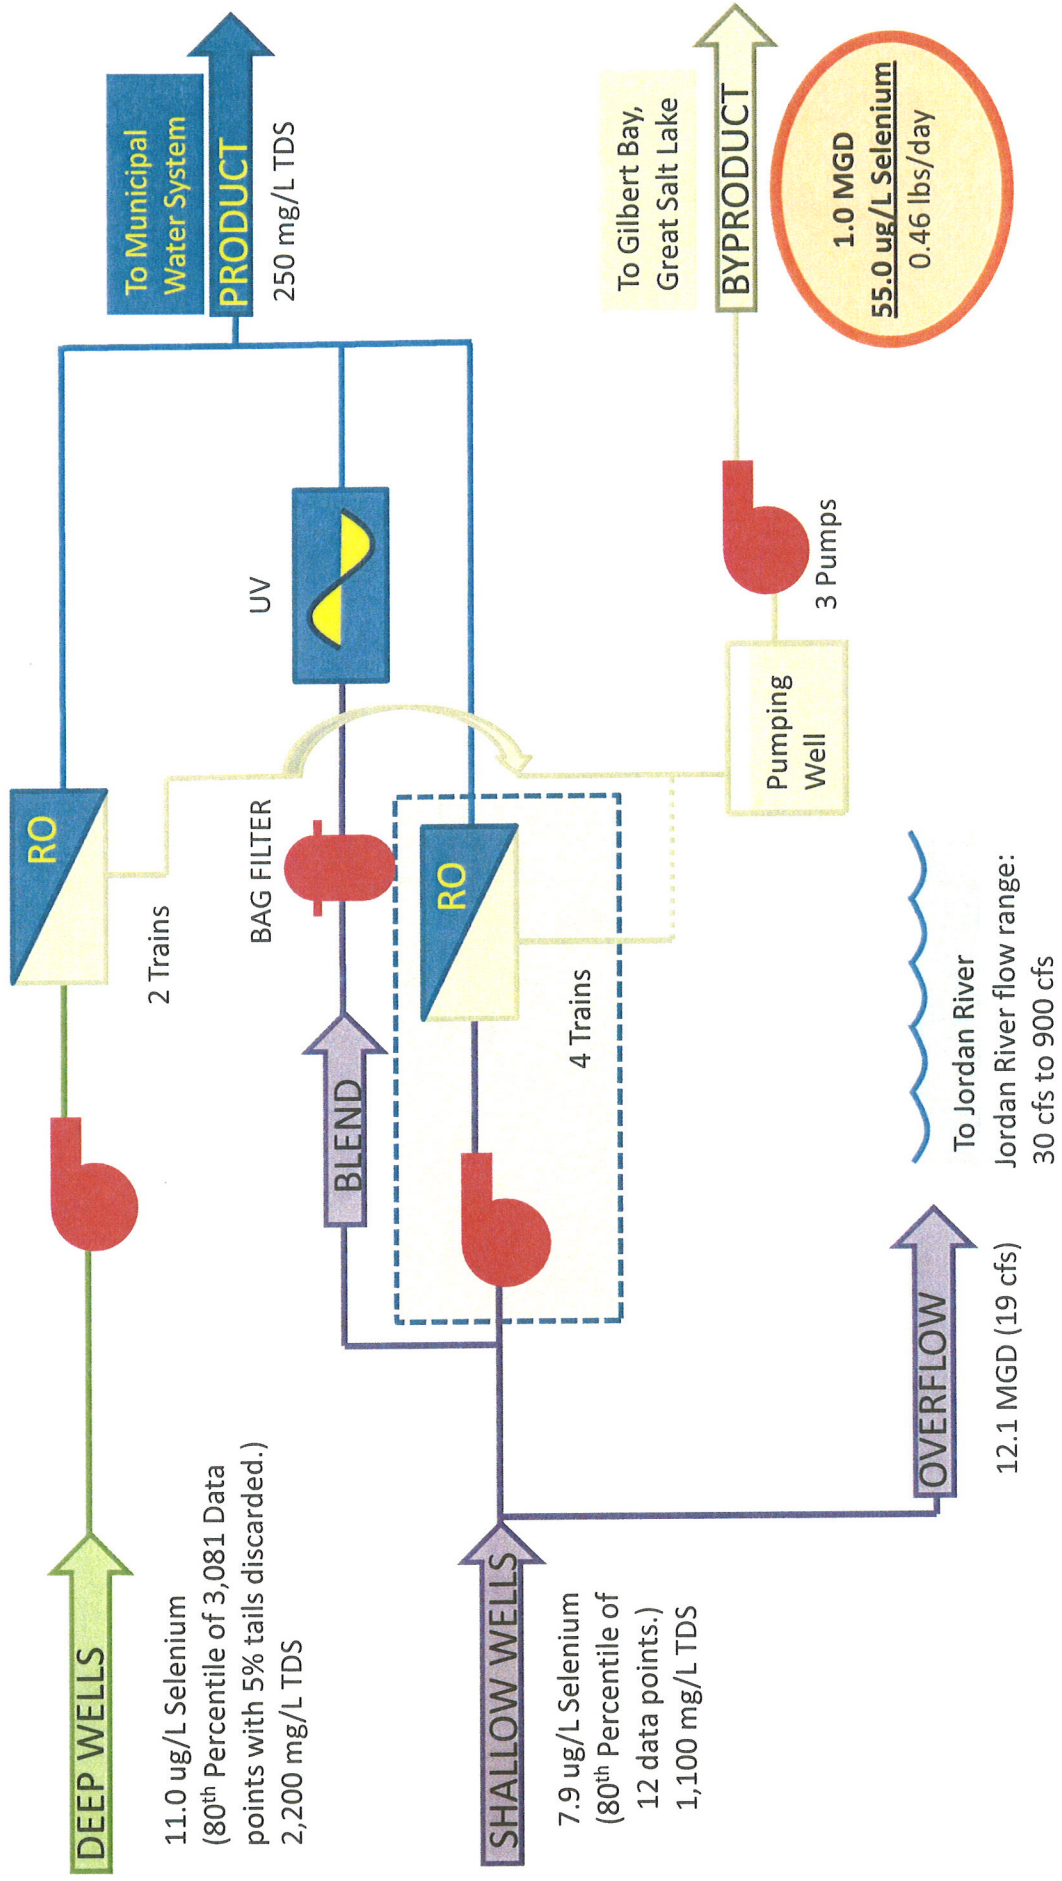 DEEP WELLS
11.0 ug/L Selenium
(80th Percentile of 3,081 Data
points with 5% tails discarded.)
2,200 mg/L TDS
RO
2 Trains
To Municipal
Water System
PRODUCT
250 mg/L TDS
BLEND
BAG FILTER
UV
SHALLOW WELLS
7.9 ug/L Selenium
(80th Percentile of
12 data points.)
1,100 mg/L TDS
RO
4 Trains
To Gilbert Bay,
Great Salt Lake
BYPRODUCT
1.0 MGD
55.0 ug/L Selenium
0.46 lbs/day
Pumping
Well
3 Pumps
OVERFLOW
12.1 MGD (19 cfs)
To Jordan River
Jordan River flow range:
30 cfs to 900 cfs